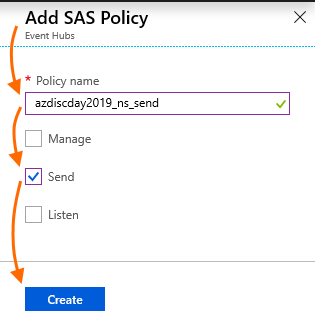 Add SAS Policy
Event Hubs
* Policy name
azdiscday2019_ns_send
Manage
Send
Listen
Create